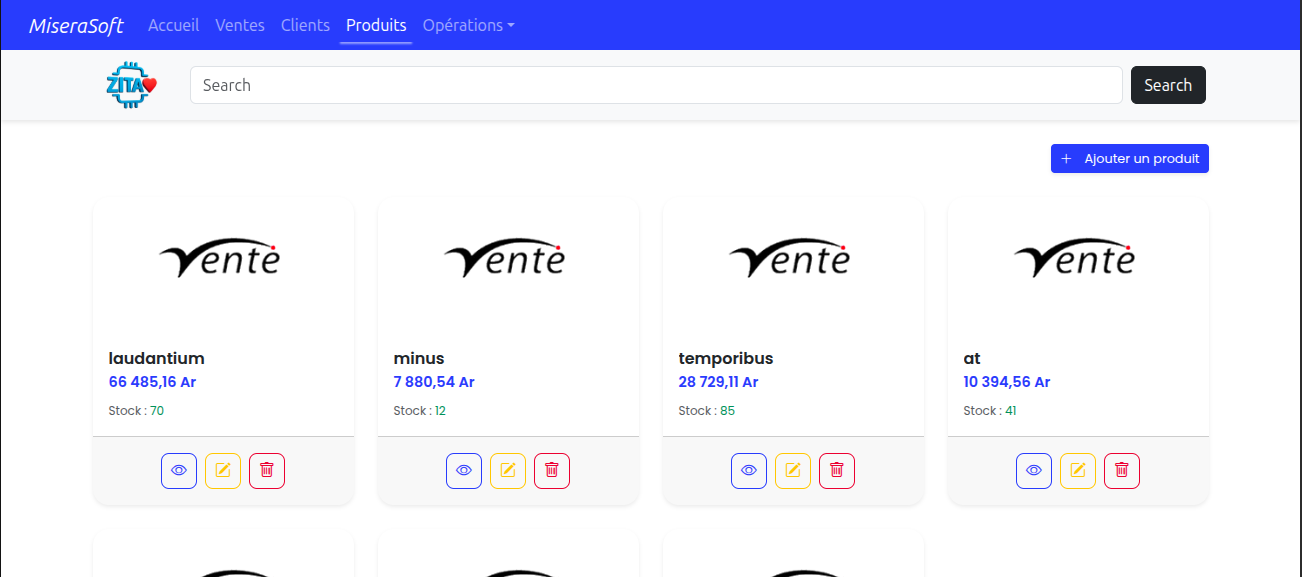 MiseraSoft Accueil Ventes Clients Produits Opérations
ZITA Search Search
+ Ajouter un produit
Vente Vente Vente Vente
laudantium minus temporibus at
66 485,16 Ar 7 880,54 Ar 28 729,11 Ar 10 394,56 Ar
Stock : 70 Stock : 12 Stock : 85 Stock : 41